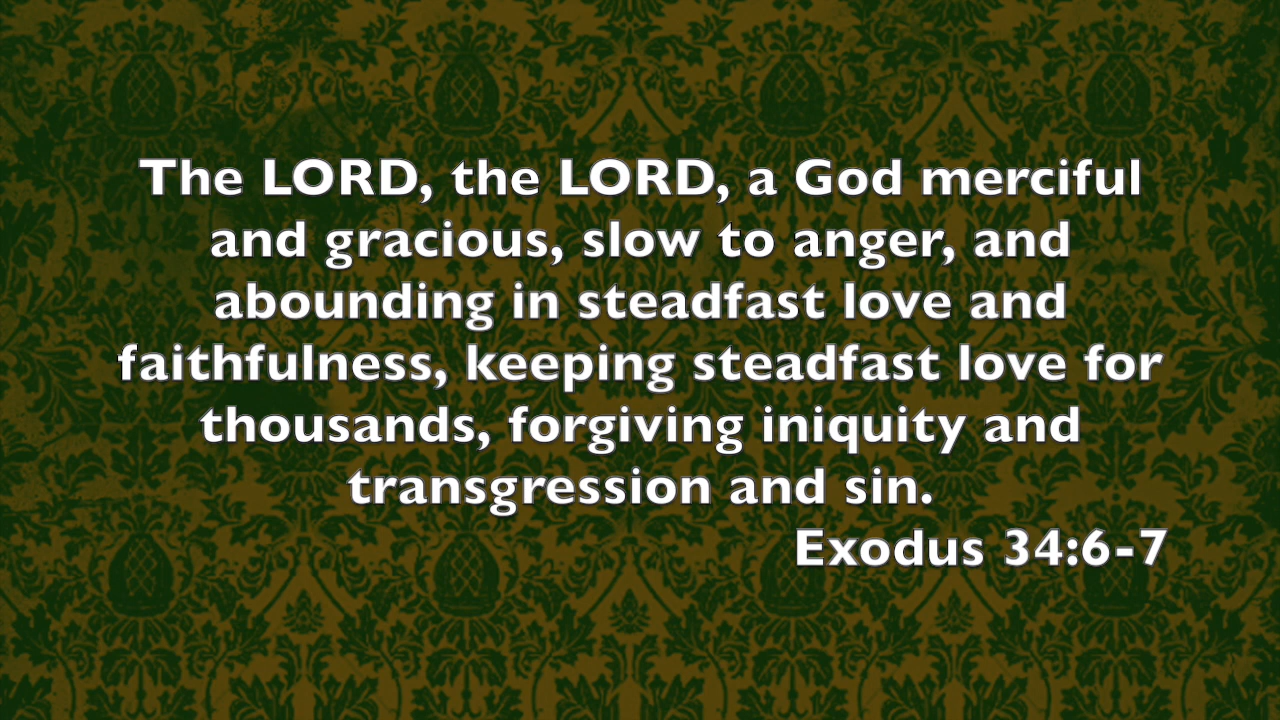 The LORD, the LORD, a God merciful
and gracious, slow to anger, and
abounding in steadfast love and
faithfulness, keeping steadfast love for
thousands, forgiving iniquity and
transgression and sin.
Exodus 34:6-7